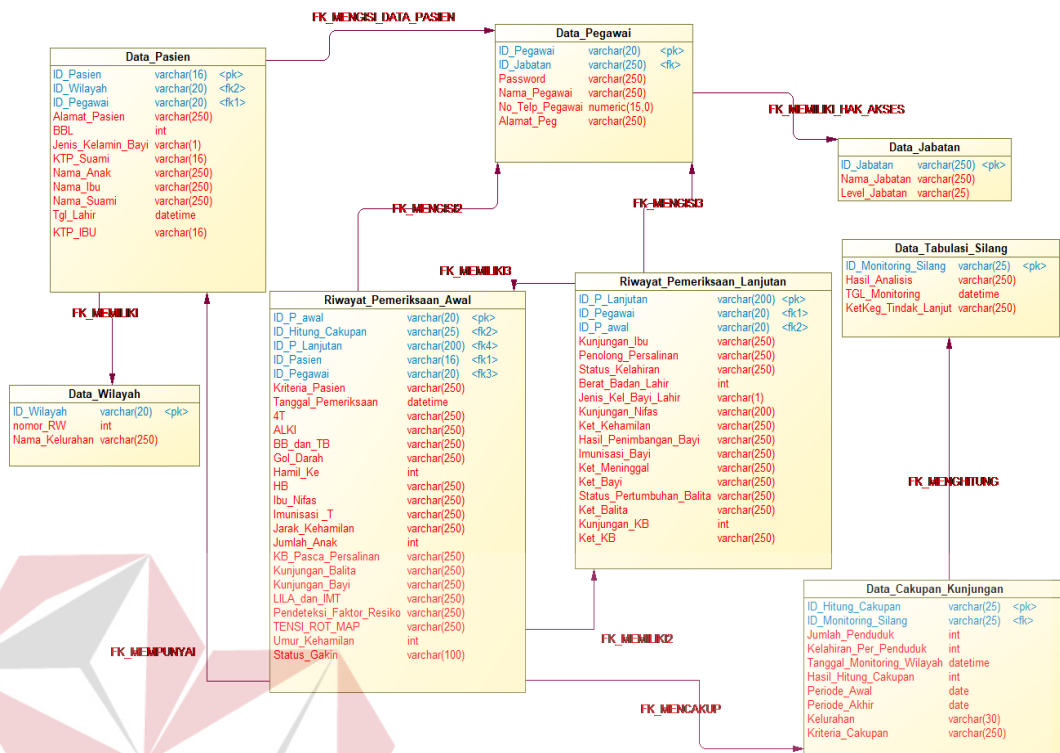 FK_MENGISI_DATA_PASIEN
Data_Pasien
ID_Pasien varchar(16) <pk>
ID_Wilayah varchar(20) <fk2>
ID_Pegawai varchar(20) <fk1>
Alamat_Pasien varchar(250)
BBL int
Jenis_Kelamin_Bayi varchar(1)
KTP_Suami varchar(16)
Nama_Anak varchar(250)
Nama_Ibu varchar(250)
Nama_Suami varchar(250)
Tgl_Lahir datetime
KTP_IBU varchar(16)
Data_Pegawai
ID_Pegawai varchar(20) <pk>
ID_Jabatan varchar(250) <fk>
Password varchar(250)
Nama_Pegawai varchar(250)
No_Telp_Pegawai numeric(15,0)
Alamat_Peg varchar(250)
FK_MEMILIKI_HAK_AKSES
Data_Jabatan
ID_Jabatan varchar(250) <pk>
Nama_Jabatan varchar(250)
Level_Jabatan varchar(25)
FK_MENGISI2
FK_MENGISI3
FK_MEMILIKI3
FK_MEMILIKI
Data_Tabulasi_Silang
ID_Monitoring_Silang varchar(25) <pk>
Hasil_Analisis varchar(250)
TGL_Monitoring datetime
KetKeg_Tindak_Lanjut varchar(250)
Data_Wilayah
ID_Wilayah varchar(20) <pk>
nomor_RW int
Nama_Kelurahan varchar(250)
Riwayat_Pemeriksaan_Awal
ID_P_awal varchar(20) <pk>
ID_Hitung_Cakupan varchar(25) <fk2>
ID_P_Lanjutan varchar(200) <fk4>
ID_Pasien varchar(16) <fk1>
ID_Pegawai varchar(20) <fk3>
Kriteria_Pasien varchar(250)
Tanggal_Pemeriksaan datetime
4T varchar(250)
ALKI varchar(250)
BB_dan_TB varchar(250)
Gol_Darah varchar(250)
Hamil_Ke int
HB varchar(250)
Ibu_Nifas varchar(250)
Imunisasi _T varchar(250)
Jarak_Kehamilan varchar(250)
Jumlah_Anak int
KB_Pasca_Persalinan varchar(250)
Kunjungan_Balita varchar(250)
Kunjungan_Bayi varchar(250)
LILA_dan_IMT varchar(250)
Pendeteksi_Faktor_Resiko varchar(250)
TENSI_ROT_MAP varchar(250)
Umur_Kehamilan int
Status_Gakin varchar(100)
Riwayat_Pemeriksaan_Lanjutan
ID_P_Lanjutan varchar(200) <pk>
ID_Pegawai varchar(20) <fk1>
ID_P_awal varchar(20) <fk2>
Kunjungan_Ibu varchar(250)
Penolong_Persalinan varchar(250)
Status_Kelahiran varchar(250)
Berat_Badan_Lahir int
Jenis_Kel_Bayi_Lahir varchar(1)
Kunjungan_Nifas varchar(200)
Ket_Kehamilan varchar(250)
Hasil_Penimbangan_Bayi varchar(250)
Imunisasi_Bayi varchar(250)
Ket_Meninggal varchar(250)
Ket_Bayi varchar(250)
Status_Pertumbuhan_Balita varchar(250)
Ket_Balita varchar(250)
Kunjungan_KB int
Ket_KB varchar(250)
FK_MENGHITUNG
Data_Cakupan_Kunjungan
ID_Hitung_Cakupan varchar(25) <pk>
ID_Monitoring_Silang varchar(25) <fk>
Jumlah_Penduduk int
Kelahiran_Per_Penduduk int
Tanggal_Monitoring_Wilayah datetime
Hasil_Hitung_Cakupan int
Periode_Awal date
Periode_Akhir date
Kelurahan varchar(30)
Kriteria_Cakupan varchar(250)
FK_MEMILIKI2
FK_MEMPUNYAI
FK_MENCAKUP